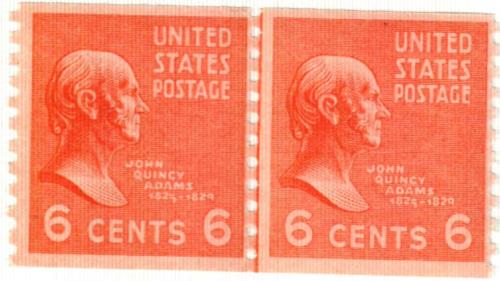 UNITED
STATES
POSTAGE
JOHN
QUINCY
ADAMS
1825-1829
6 CENTS 6
UNITED
STATES
POSTAGE
JOHN
QUINCY
ADAMS
1825-1829
6 CENTS 6